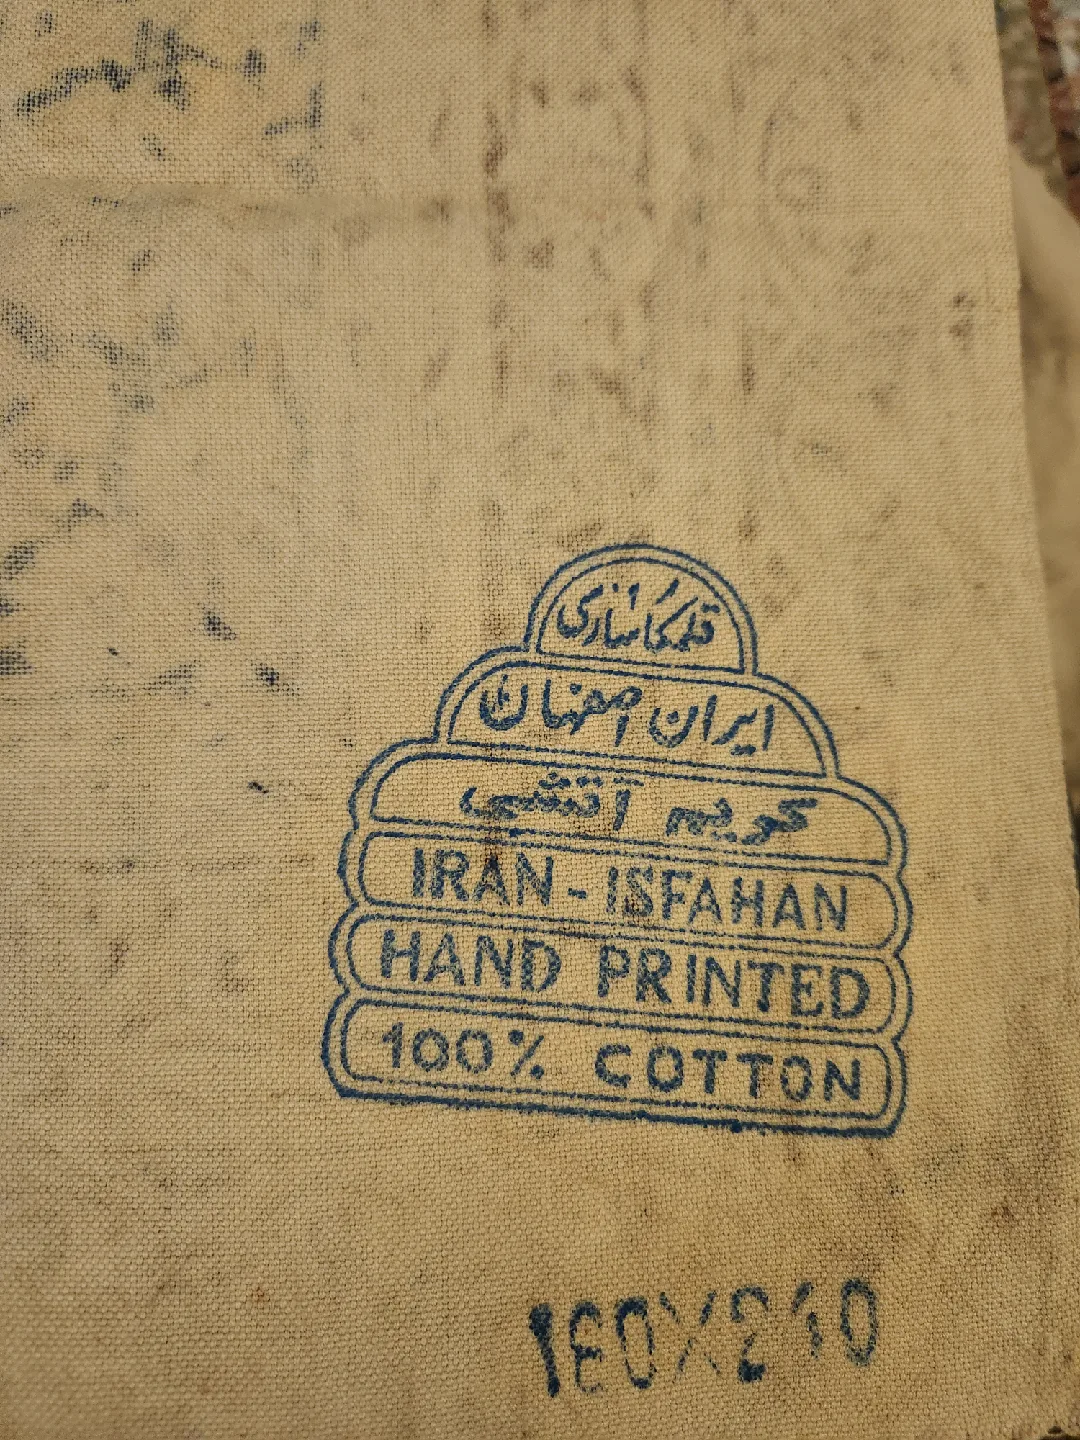 قلمکارسازی
ایران اصفهان
کریم آتشی
IRAN - ISFAHAN
HAND PRINTED
100% COTTON